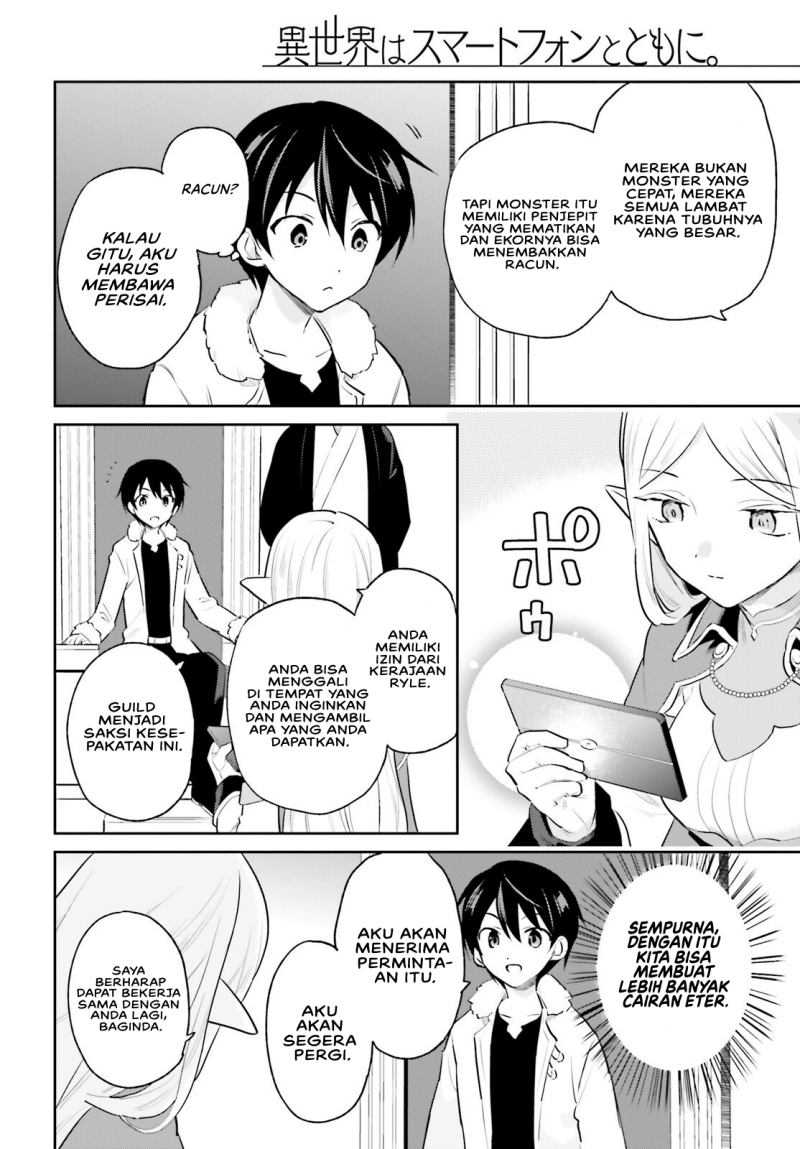 異世界はスマートフォンとともに。
MEREKA BUKAN
MONSTER YANG
CEPAT, MEREKA
SEMUA LAMBAT
KARENA TUBUHNYA
YANG BESAR.
TAPI MONSTER ITU
MEMILIKI PENJEPIT
YANG MEMATIKAN
DAN EKORNYA BISA
MENEMBAKKAN
RACUN.
RACUN?
KALAU
GITU, AKU
HARUS
MEMBAWA
PERISAI.
ポゥ
ANDA
MEMILIKI
IZIN DARI
KERAJAAN
RYLE.
ANDA BISA
MENGGALI
DI TEMPAT YANG
ANDA INGINKAN
DAN MENGAMBIL
APA YANG ANDA
DAPATKAN.
GUILD
MENJADI
SAKSI KESE-
PAKATAN INI.
SEMPURNA,
DENGAN ITU
KITA BISA
MEMBUAT
LEBIH BANYAK
CAIRAN ETER.
AKU AKAN
MENERIMA
PERMINTA-
AN ITU.
AKU
AKAN
SEGERA
PERGI.
SAYA
BERHARAP
DAPAT BEKERJA
SAMA DENGAN
ANDA LAGI,
BAGINDA.